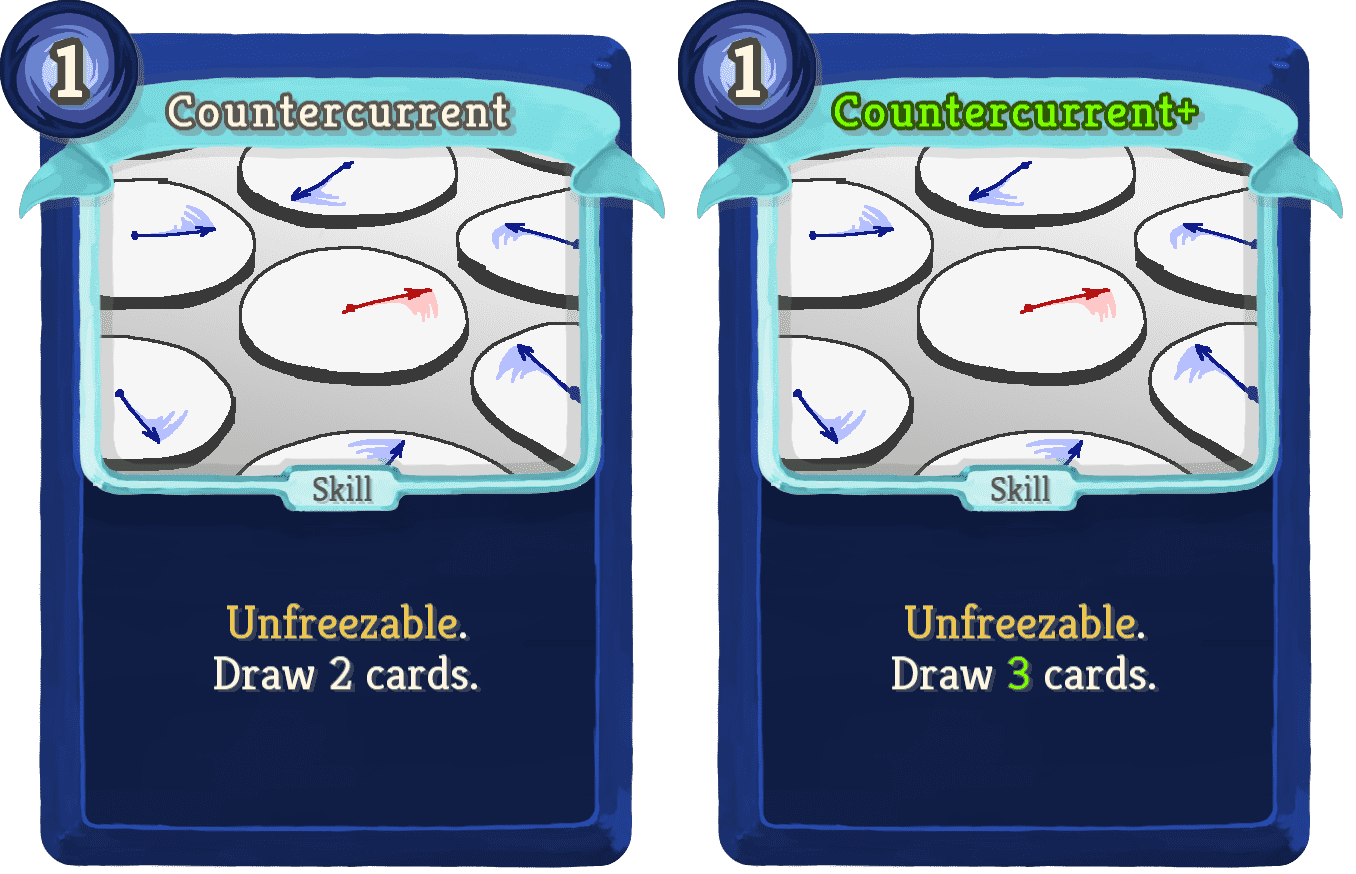 1
Countercurrent
Skill
Unfreezable.
Draw 2 cards.
1
Countercurrent+
Skill
Unfreezable.
Draw 3 cards.